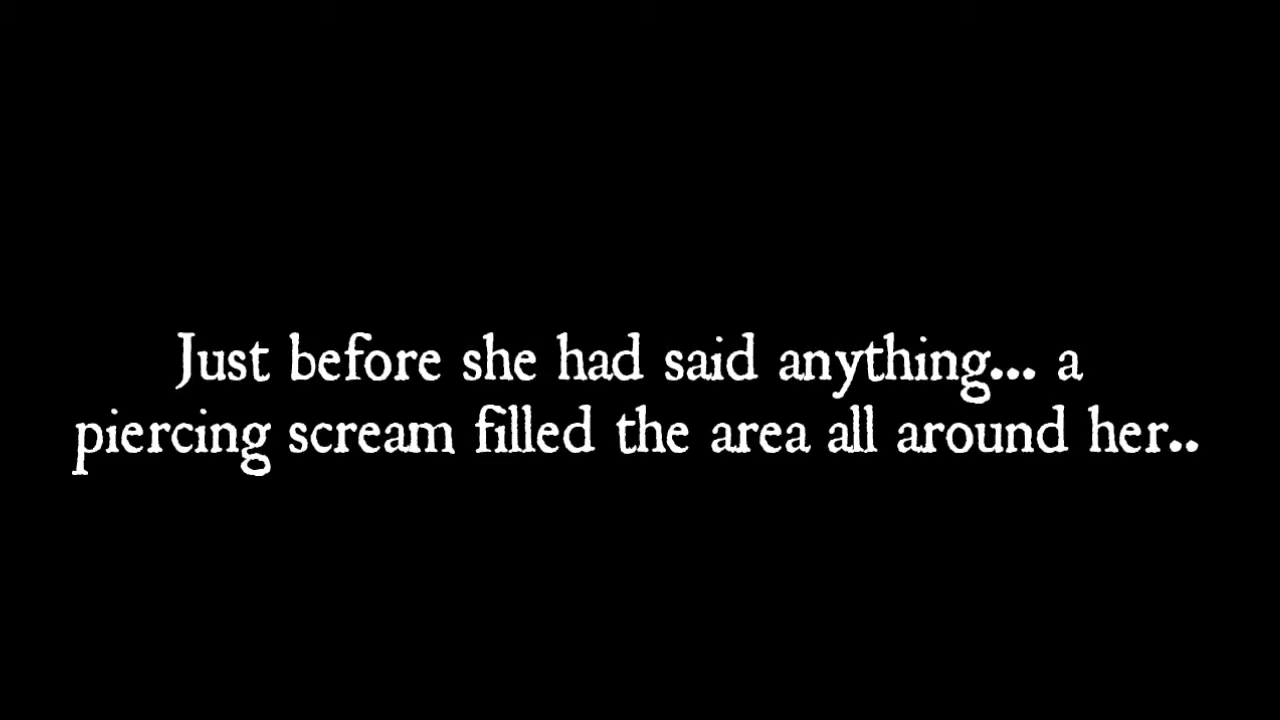 Just before she had said anything... a
piercing scream filled the area all around her..